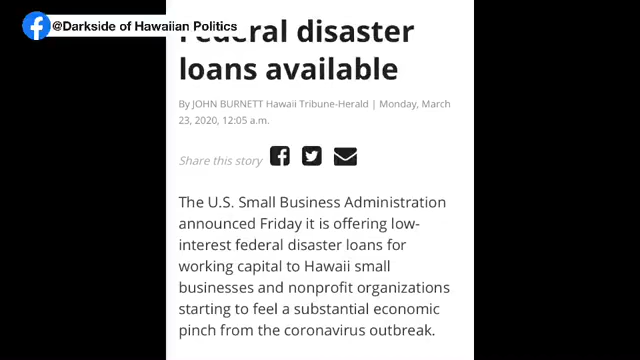 @Darkside of Hawaiian Politics
Federal disaster
loans available
By JOHN BURNETT Hawaii Tribune-Herald | Monday, March
23, 2020, 12:05 a.m.
Share this story
The U.S. Small Business Administration
announced Friday it is offering low-
interest federal disaster loans for
working capital to Hawaii small
businesses and nonprofit organizations
starting to feel a substantial economic
pinch from the coronavirus outbreak.